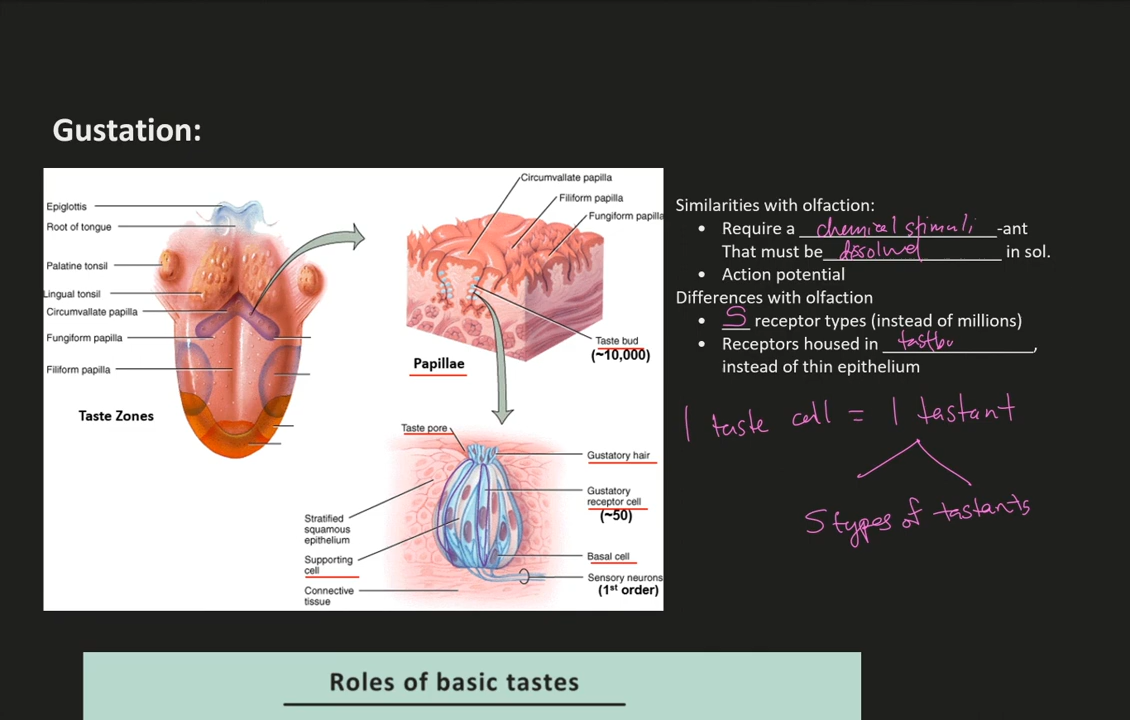 Gustation:
Epiglottis
Root of tongue
Palatine tonsil
Lingual tonsil
Circumvallate papilla
Fungiform papilla
Filiform papilla
Taste Zones
Circumvallate papilla
Filiform papilla
Fungiform papilla
Taste bud
(~10,000)
Papillae
Taste pore
Gustatory hair
Gustatory
receptor cell
(~50)
Stratified
squamous
epithelium
Supporting
cell
Basal cell
Sensory neurons
(1st order)
Connective
tissue
Similarities with olfaction:
• Require a chemical stimuli -ant
That must be dissolved in sol.
• Action potential
Differences with olfaction
• 5 receptor types (instead of millions)
• Receptors housed in tastbu,
instead of thin epithelium
1 taste cell = 1 tastant
5 types of tastants
Roles of basic tastes